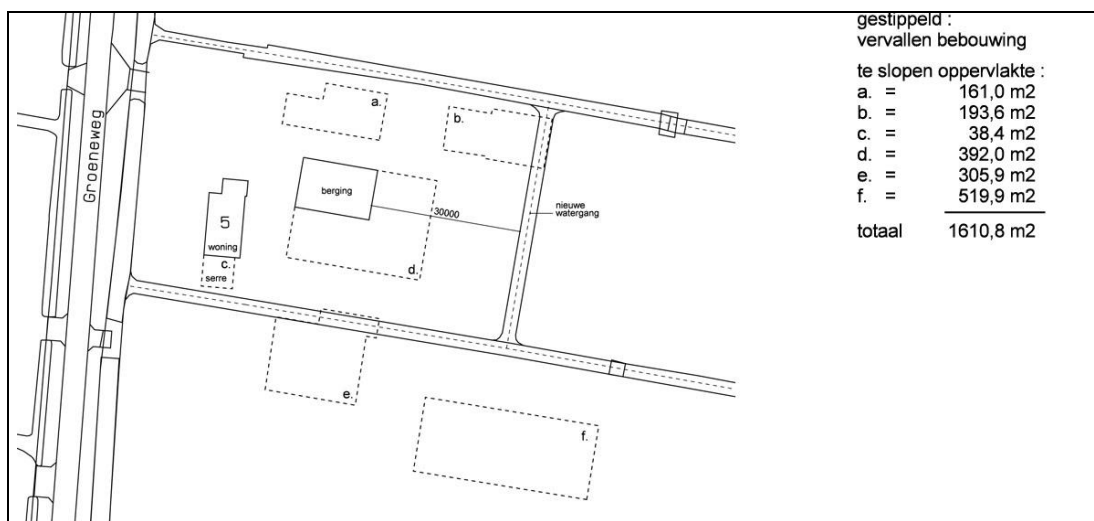 gestippeld :
vervallen bebouwing
te slopen oppervlakte :
a. = 161,0 m2
b. = 193,6 m2
c. = 38,4 m2
d. = 392,0 m2
e. = 305,9 m2
f. = 519,9 m2
totaal 1610,8 m2
Groeneweg
a.
b.
berging
30000
nieuwe
watergang
5
woning
c.
serre
d.
e.
f.